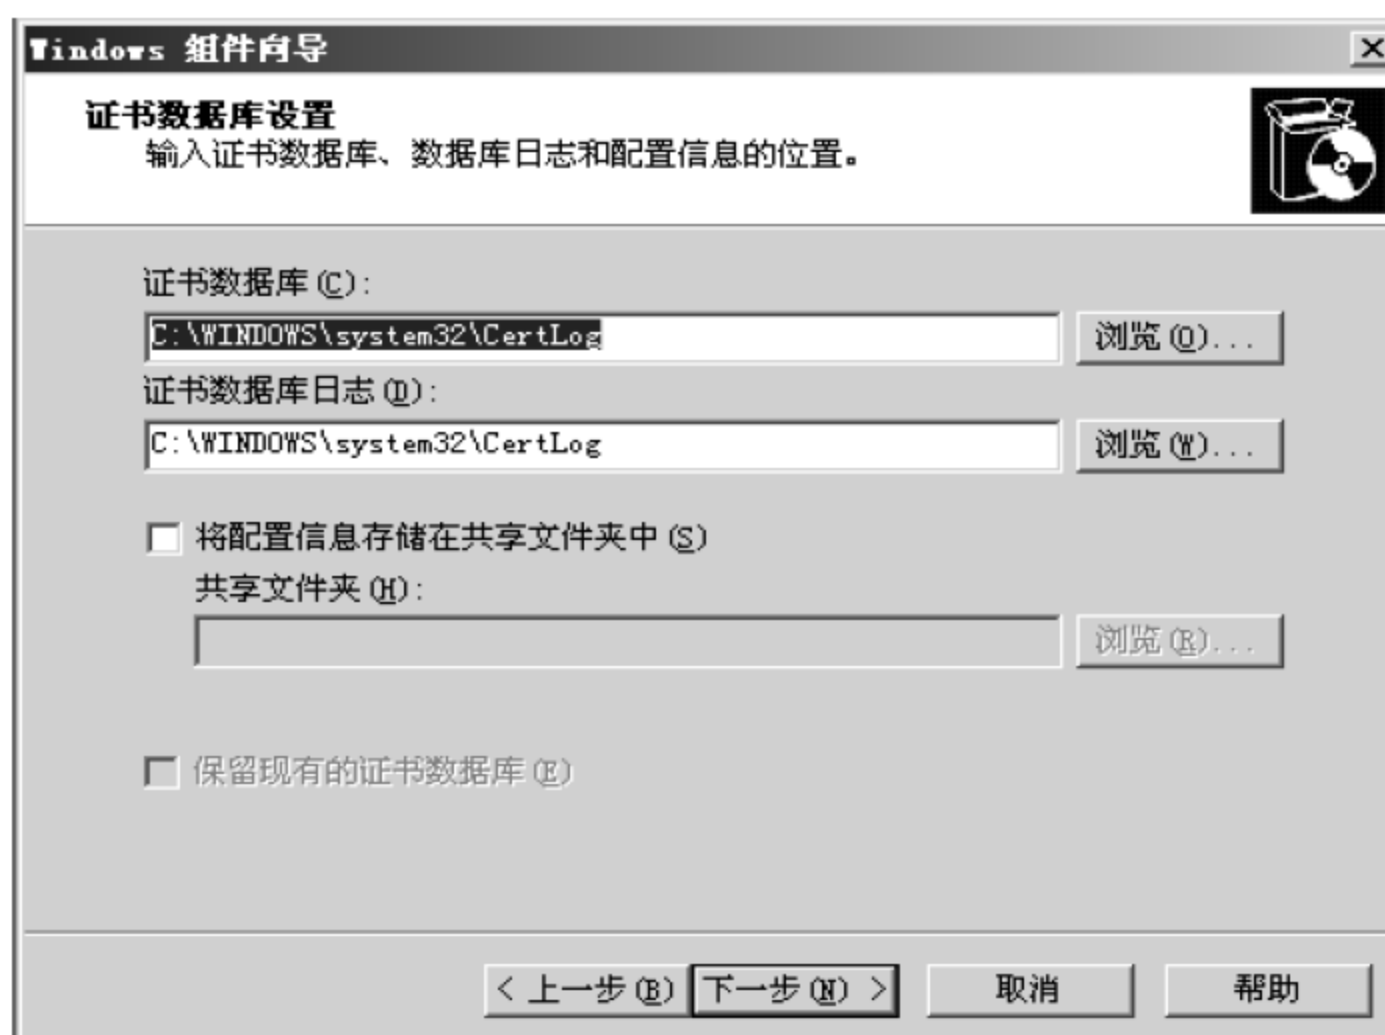 Windows 组件向导
证书数据库设置
输入证书数据库、数据库日志和配置信息的位置。
证书数据库(C):
C:\WINDOWS\system32\CertLog
浏览(O)...
证书数据库日志(D):
C:\WINDOWS\system32\CertLog
浏览(W)...
将配置信息存储在共享文件夹中(S)
共享文件夹(H):
浏览(R)...
保留现有的证书数据库(E)
< 上一步(B) 下一步(N) > 取消 帮助